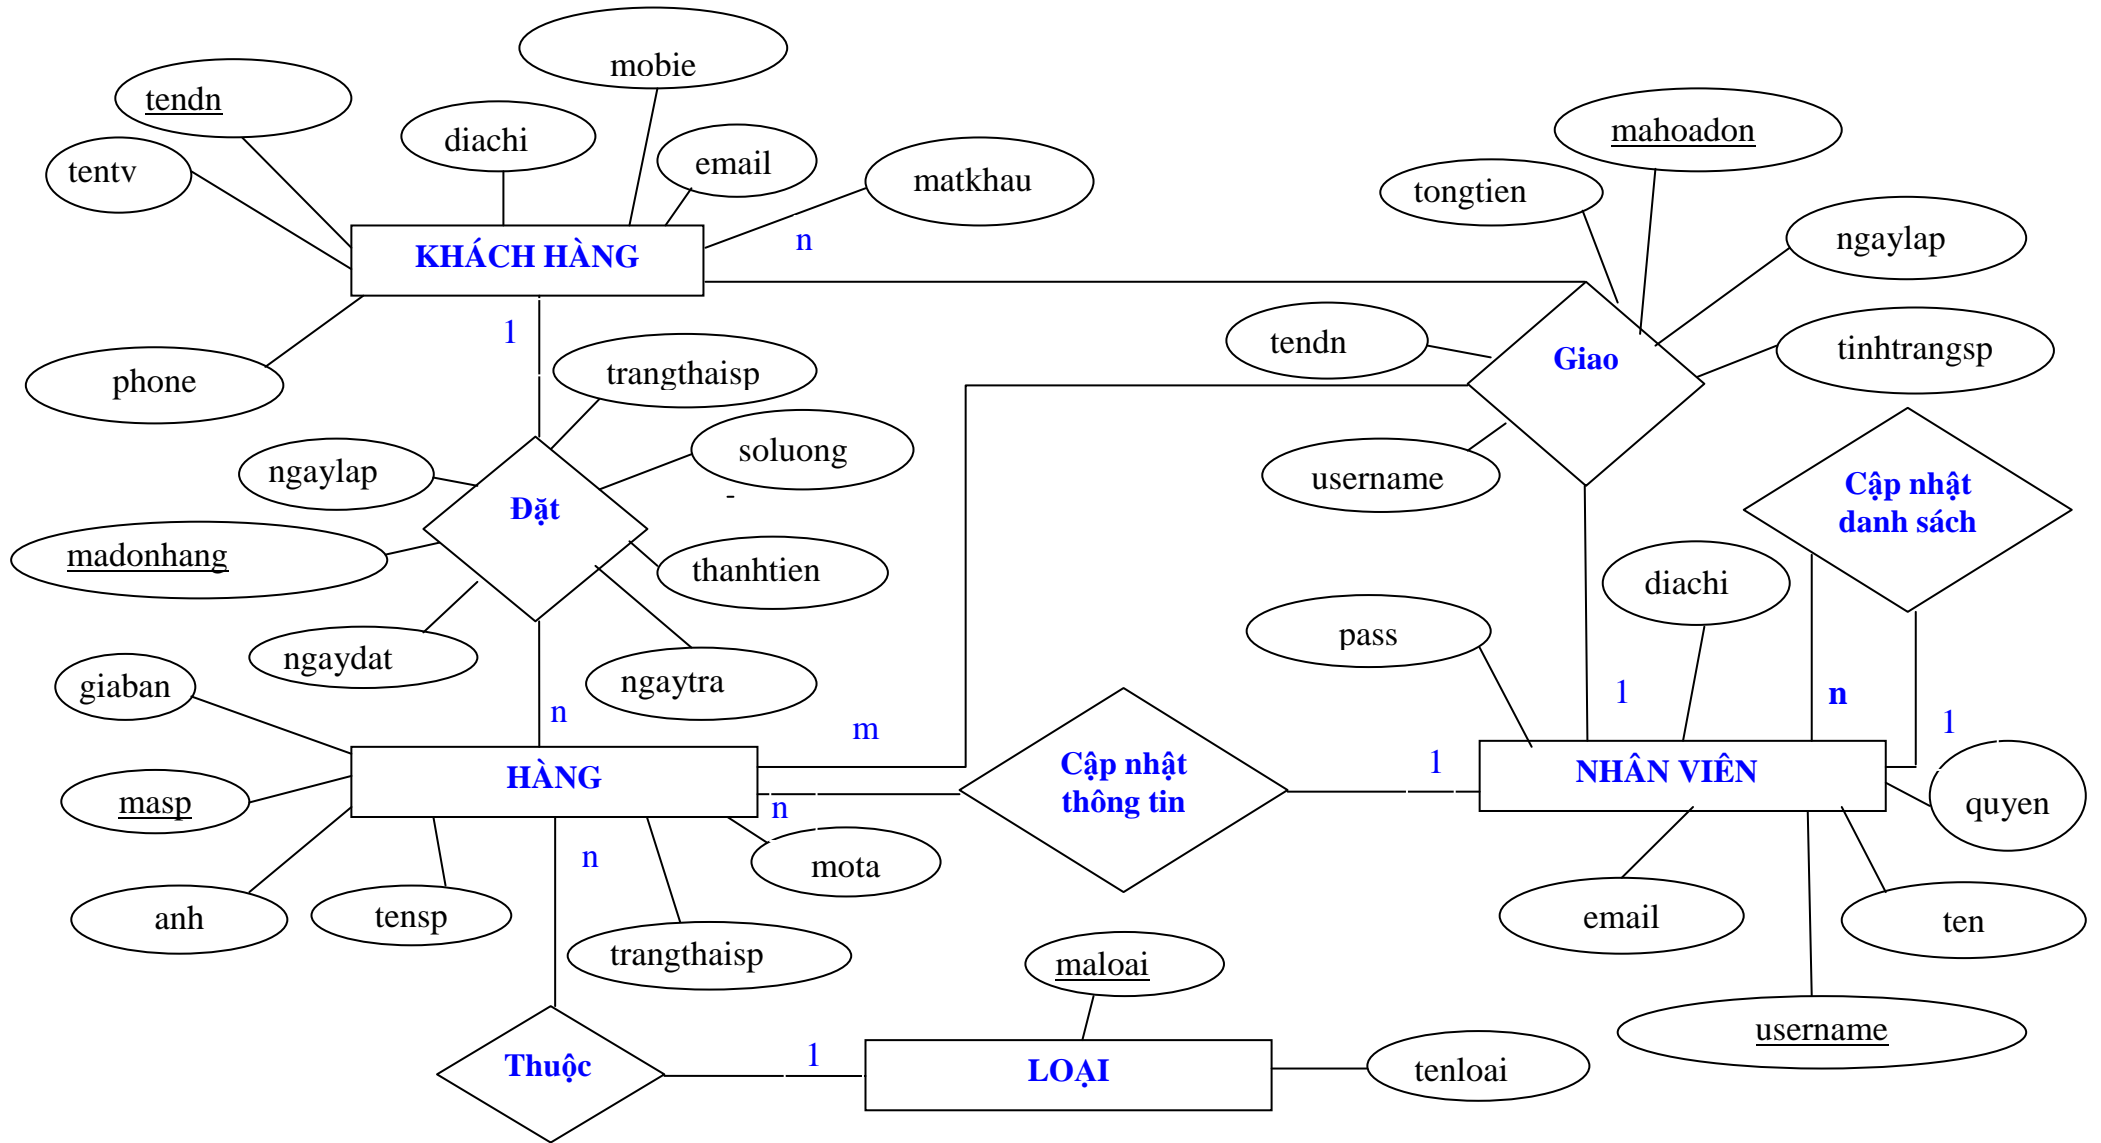 mobie
tendn
diachi
email
tentv
matkhau
mahoadon
tongtien
ngaylap
n
KHÁCH HÀNG
1
phone
trangthaisp
tendn
Giao
tinhtrangsp
soluong
ngaylap
username
Đặt
Cập nhật
danh sách
madonhang
thanhtien
diachi
pass
ngaydat
ngaytra
giaban
n
m
1
n
1
HÀNG
Cập nhật
thông tin
1
NHÂN VIÊN
masp
n
quyen
n
mota
anh
tensp
email
ten
trangthaisp
maloai
username
Thuộc
1
LOẠI
tenloai